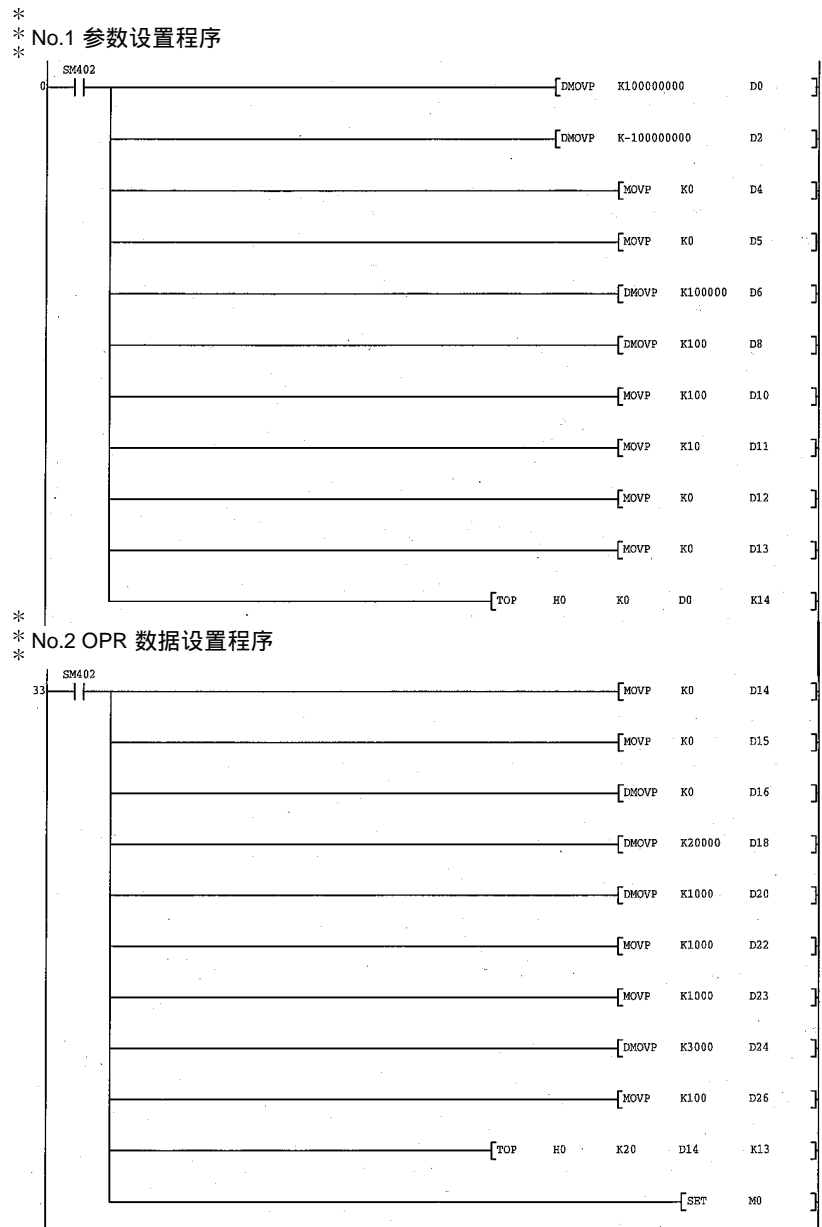 *
* No.1 参数设置程序
*
SM402
0 DMOVP K100000000 D0
DMOVP K-100000000 D2
MOVP K0 D4
MOVP K0 D5
DMOVP K100000 D6
DMOVP K100 D8
MOVP K100 D10
MOVP K10 D11
MOVP K0 D12
MOVP K0 D13
TOP H0 K0 D0 K14
*
* No.2 OPR 数据设置程序
*
SM402
33 MOVP K0 D14
MOVP K0 D15
DMOVP K0 D16
DMOVP K20000 D18
DMOVP K1000 D20
MOVP K1000 D22
MOVP K1000 D23
DMOVP K3000 D24
MOVP K100 D26
TOP H0 K20 D14 K13
SET M0